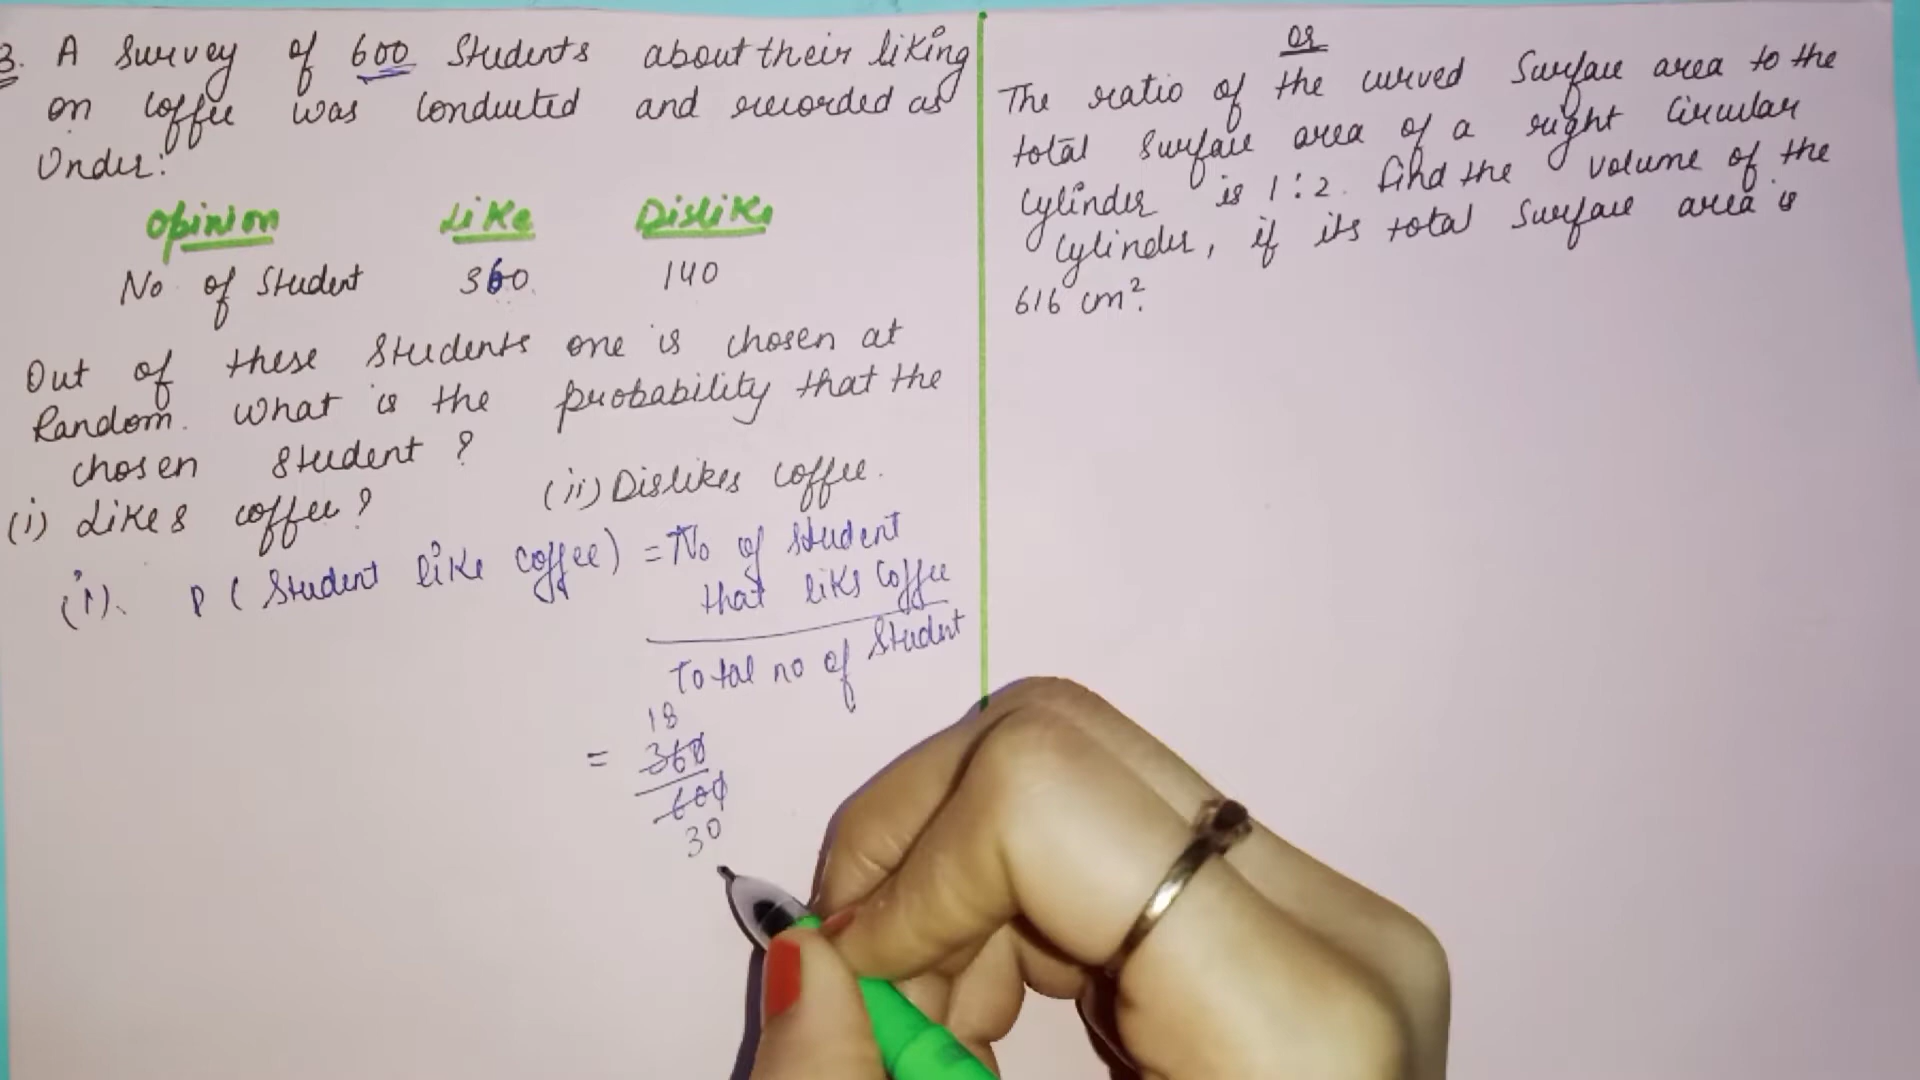 3. A Survey of 600 Students about their liking
on coffee was conducted and recorded as
Under:
Opinion Like Dislike
No of Student 360 140
Out of these Students one is chosen at
Random. What is the probability that the
chosen student?
(i) Likes coffee? (ii) Dislikes coffee.
(i). P (Student like coffee) = No of student
that liks Coffee
Total no of Student
18
= 360
600
30
Or
The ratio of the curved Surface area to the
total surface area of a right Circular
cylinder is 1:2. find the volume of the
cylinder, if its total Surface area is
616 cm².